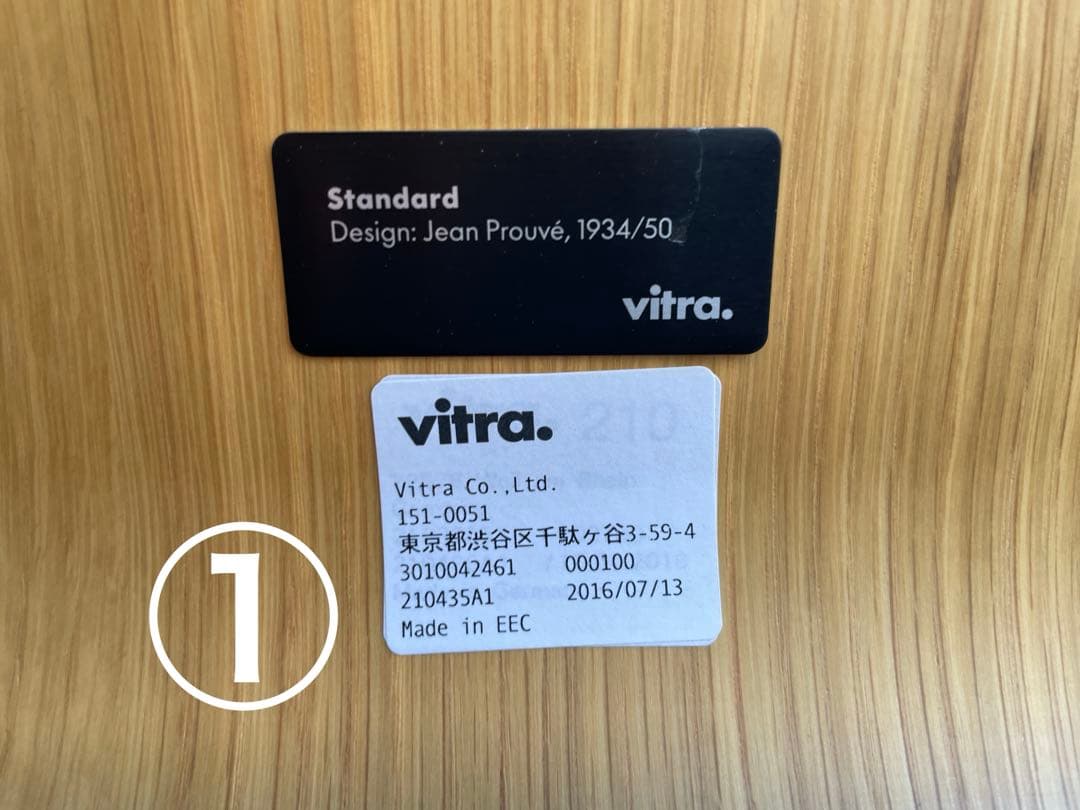 Standard
Design: Jean Prouvé, 1934/50
vitra.
vitra. 210
Vitra Co.,Ltd.
151-0051
東京都渋谷区千駄ヶ谷3-59-4
3010042461 000100
210435A1 2016/07/13
Made in EEC
①